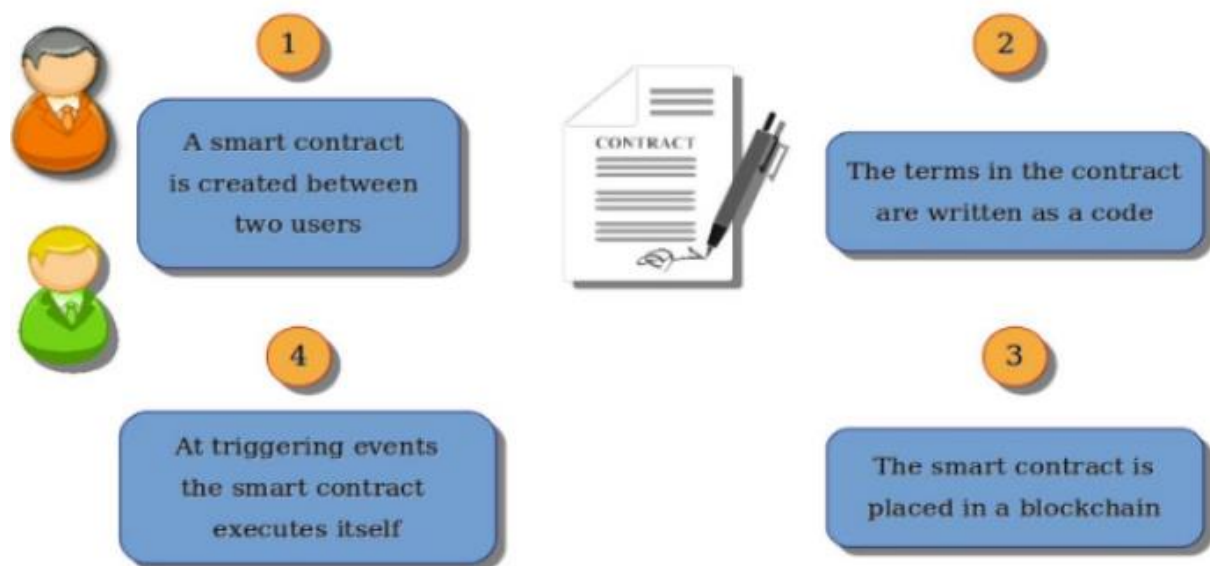 1
A smart contract
is created between
two users
CONTRACT
2
The terms in the contract
are written as a code
3
The smart contract is
placed in a blockchain
4
At triggering events
the smart contract
executes itself